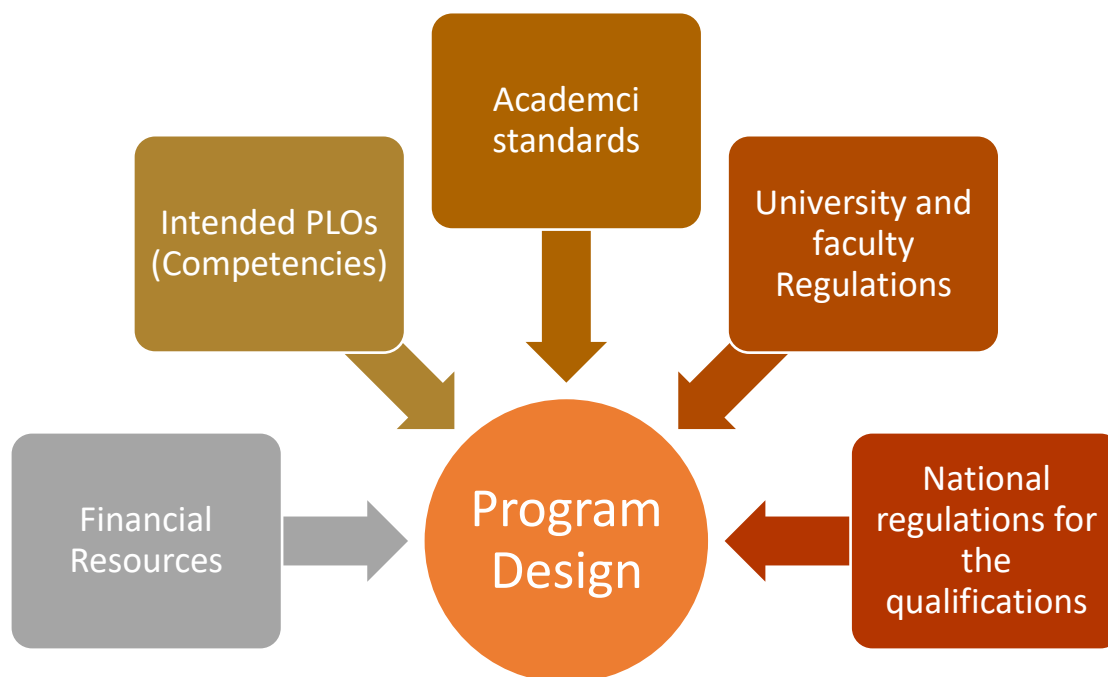 Academci
standards
Intended PLOs
(Competencies)
University and
faculty
Regulations
Financial
Resources
Program
Design
National
regulations for
the
qualifications